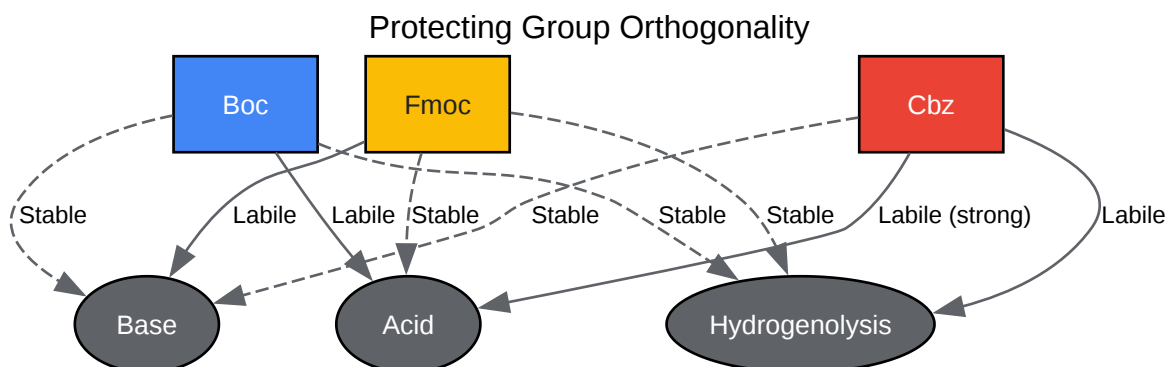 Protecting Group Orthogonality
Boc
Fmoc
Cbz
Stable
Labile
Labile
Stable
Stable
Stable
Stable
Labile (strong)
Labile
Base
Acid
Hydrogenolysis